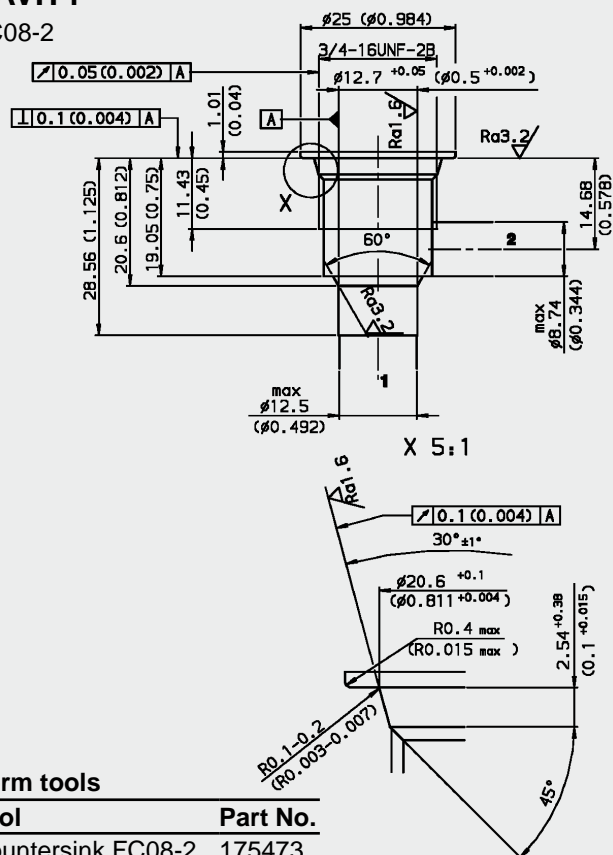 C08-2
ø25 (ø0.984)
3/4-16UNF-2B
0.05(0.002) A
ø12.7 +0.05 (ø0.5 +0.002)
⊥ 0.1 (0.004) A
1.01
(0.04)
A
Ra1.6
Ra3.2
28.56 (1.125)
20.6 (0.812)
19.05 (0.75)
11.43
(0.45)
X
14.68
(0.578)
60°
2
Ra3.2
max
ø8.74
(ø0.344)
1
max
ø12.5
(ø0.492)
X 5:1
Ra1.6
0.1 (0.004) A
30° ±1°
ø20.6 +0.1
(ø0.811 +0.004)
R0.4 max
(R0.015 max )
2.54 +0.38
(0.1 +0.015)
R0.1-0.2
(R0.003-0.007)
45°
rm tools
ol Part No.
ountersink FC08-2 175473